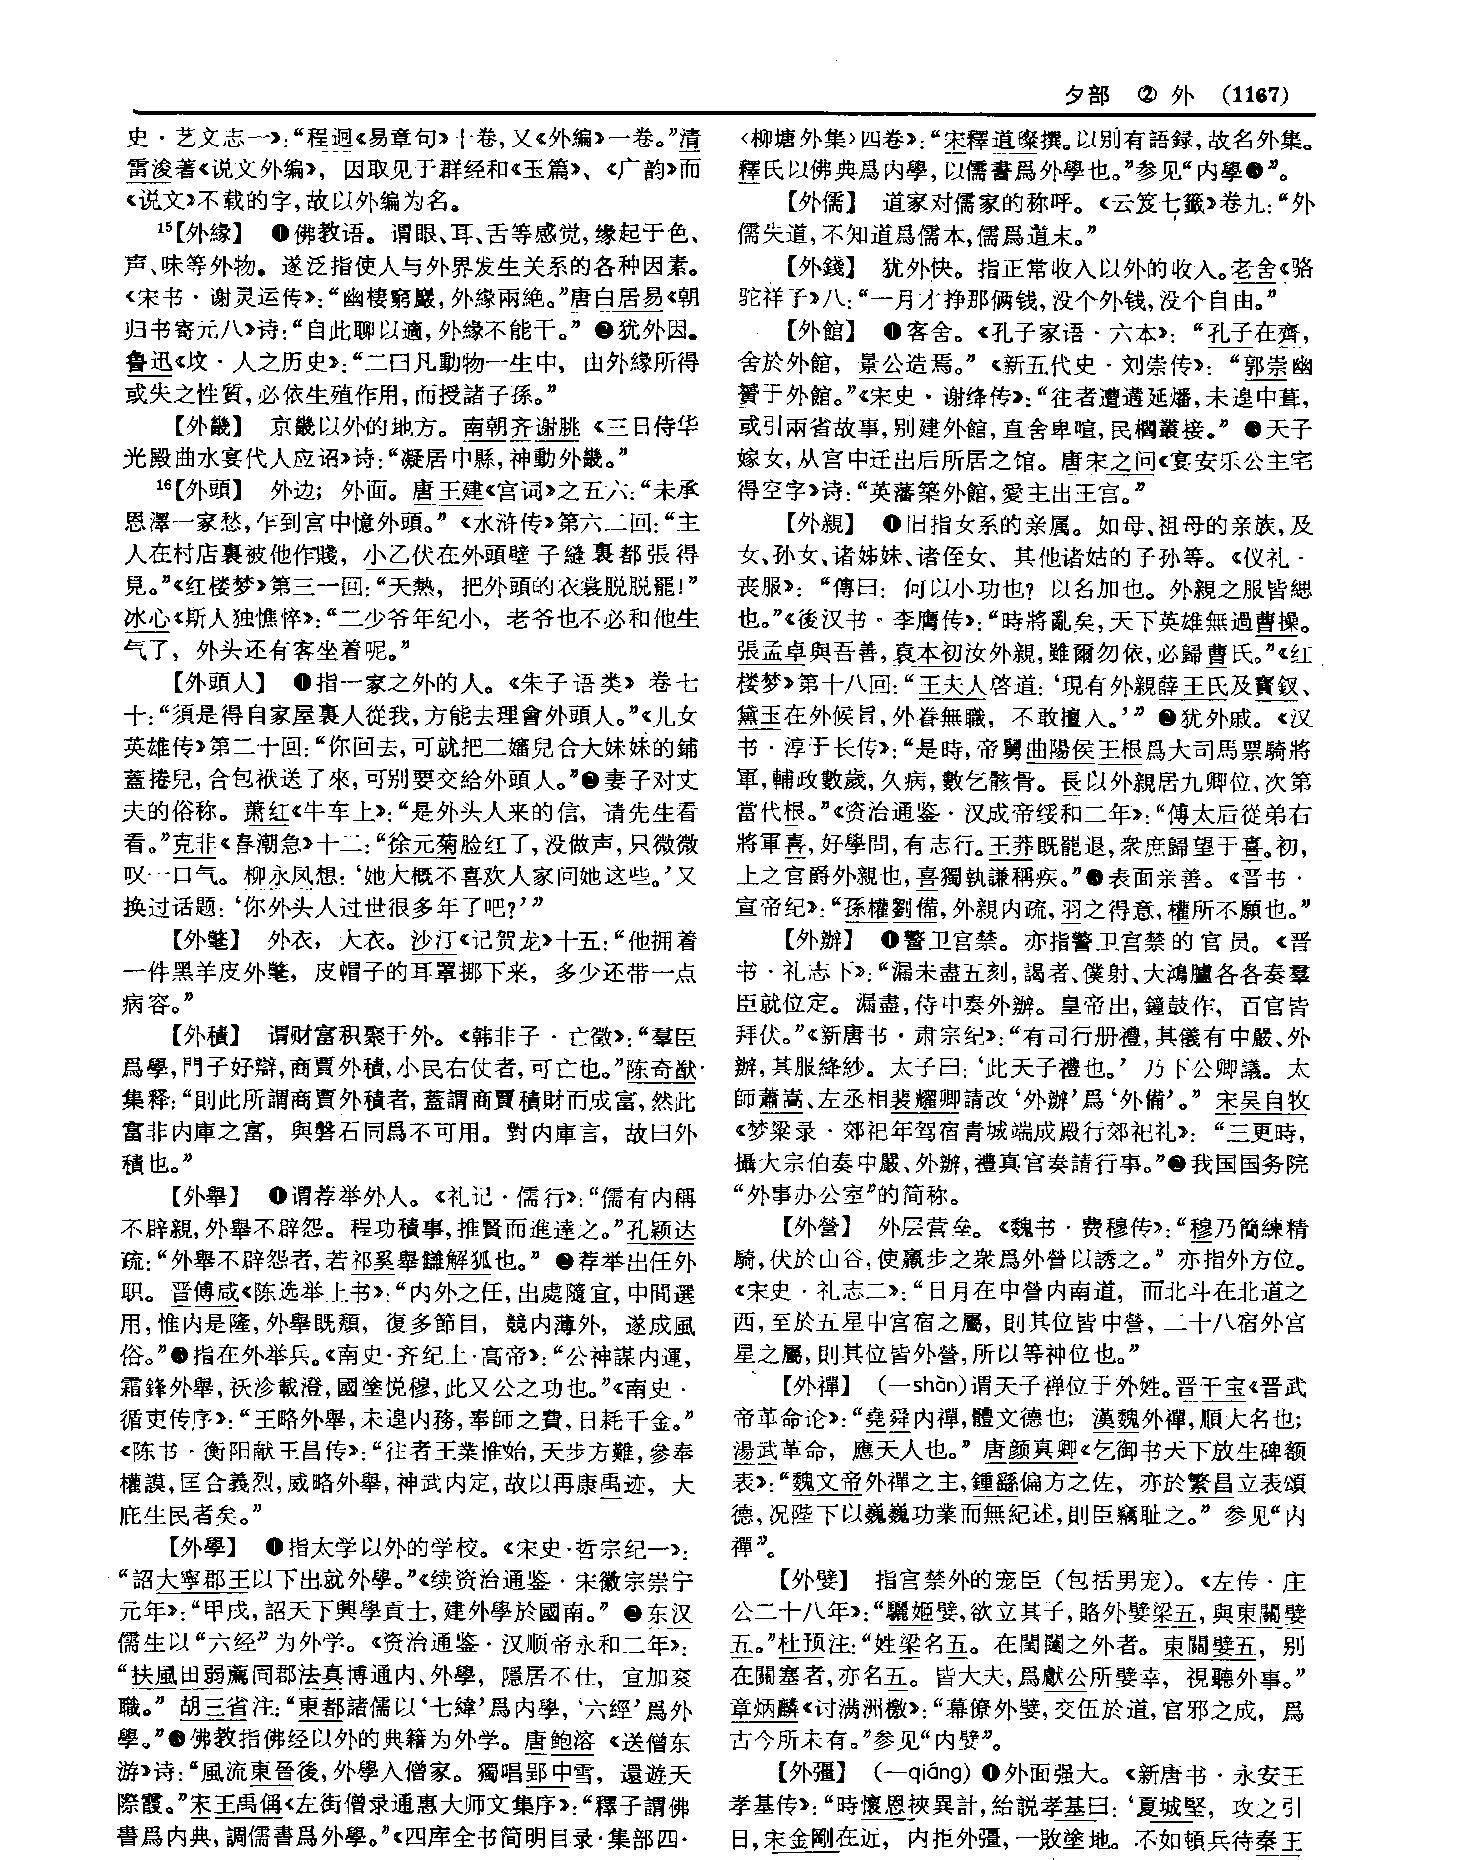 夕部 ② 外 (1167)
史·艺文志一》：“程迥《易章句》十卷，又《外编》一卷。”清
雷浚著《说文外编》，因取见于群经和《玉篇》、《广韵》而
《说文》不载的字，故以外编为名。
15【外緣】 ❶佛教语。谓眼、耳、舌等感觉，缘起于色、
声、味等外物。遂泛指使人与外界发生关系的各种因素。
《宋书·谢灵运传》：“幽棲窮巖，外緣兩絶。”唐白居易《朝
归书寄元八》诗：“自此聊以適，外緣不能干。” ❷犹外因。
鲁迅《坟·人之历史》：“二曰凡動物一生中，由外緣所得
或失之性質，必依生殖作用，而授諸子孫。”
【外畿】 京畿以外的地方。南朝齐谢朓《三日侍华
光殿曲水宴代人应诏》诗：“凝居中縣，神動外畿。”
16【外頭】 外边；外面。唐王建《宫词》之五六：“未承
恩澤一家愁，乍到宫中憶外頭。”《水浒传》第六二回：“主
人在村店裏被他作賤，小乙伏在外頭壁子縫裏都張得
見。”《红楼梦》第三一回：“天熱，把外頭的衣裳脱脱罷！”
冰心《斯人独憔悴》：“二少爷年纪小，老爷也不必和他生
气了，外头还有客坐着呢。”
【外頭人】 ❶指一家之外的人。《朱子语类》卷七
十：“須是得自家屋裏人從我，方能去理會外頭人。”《儿女
英雄传》第二十回：“你回去，可就把二嬸兒合大妹妹的鋪
蓋捲兒，合包袱送了來，可别要交給外頭人。”❷妻子对丈
夫的俗称。萧红《牛车上》：“是外头人来的信，请先生看
看。”克非《春潮急》十二：“徐元菊脸红了，没做声，只微微
叹一口气。柳永凤想：‘她大概不喜欢人家问她这些。’又
换过话题：‘你外头人过世很多年了吧？’”
【外氅】 外衣，大衣。沙汀《记贺龙》十五：“他拥着
一件黑羊皮外氅，皮帽子的耳罩挪下来，多少还带一点
病容。”
【外積】 谓财富积聚于外。《韩非子·亡徵》：“羣臣
爲學，門子好辯，商賈外積，小民右仗者，可亡也。”陈奇猷
集释：“則此所謂商賈外積者，蓋謂商賈積財而成富，然此
富非内庫之富，與磐石同爲不可用。對内庫言，故曰外
積也。”
【外舉】 ❶谓荐举外人。《礼记·儒行》：“儒有内稱
不辟親，外舉不辟怨。程功積事，推賢而進達之。”孔颖达
疏：“外舉不辟怨者，若祁奚舉讎解狐也。” ❷荐举出任外
职。晋傅咸《陈选举上书》：“内外之任，出處隨宜，中間選
用，惟内是隆，外舉既頹，復多節目，競内薄外，遂成風
俗。”❸指在外举兵。《南史·齐纪上·高帝》：“公神謀内運，
霜鋒外舉，祅沴載澄，國塗悦穆，此又公之功也。”《南史·
循吏传序》：“王略外舉，未遑内務，奉師之費，日耗千金。”
《陈书·衡阳献王昌传》：“往者王業惟始，天步方艱，參奉
權謨，匡合義烈，威略外舉，神武内定，故以再康禹迹，大
庇生民者矣。”
【外學】 ❶指太学以外的学校。《宋史·哲宗纪一》：
“詔大寧郡王以下出就外學。”《续资治通鉴·宋徽宗崇宁
元年》：“甲戌，詔天下興學貢士，建外學於國南。” ❷东汉
儒生以“六经”为外学。《资治通鉴·汉顺帝永和二年》：
“扶風田弱薦同郡法真博通内、外學，隱居不仕，宜加衮
職。” 胡三省注：“東都諸儒以‘七緯’爲内學，‘六經’爲外
學。”❸佛教指佛经以外的典籍为外学。唐鲍溶《送僧东
游》诗：“風流東晉後，外學入僧家。獨唱郢中雪，還遊天
際霞。”宋王禹偁《左街僧录通惠大师文集序》：“釋子謂佛
書爲内典，謂儒書爲外學。”《四库全书简明目录·集部四·
〈柳塘外集〉四卷》：“宋釋道璨撰。以别有語録，故名外集。
釋氏以佛典爲内學，以儒書爲外學也。”参见“内學❸”。
【外儒】 道家对儒家的称呼。《云笈七籤》卷九：“外
儒失道，不知道爲儒本，儒爲道末。”
【外錢】 犹外快。指正常收入以外的收入。老舍《骆
驼祥子》八：“一月才挣那俩钱，没个外钱，没个自由。”
【外館】 ❶客舍。《孔子家语·六本》：“孔子在齊，
舍於外館，景公造焉。”《新五代史·刘崇传》：“郭崇幽
贇于外館。”《宋史·谢绛传》：“往者遭遘延燔，未遑中葺，
或引兩省故事，别建外館，直舍卑喧，民櫚叢接。” ❷天子
嫁女，从宫中迁出后所居之馆。唐宋之问《宴安乐公主宅
得空字》诗：“英藩築外館，愛主出王宫。”
【外親】 ❶旧指女系的亲属。如母、祖母的亲族，及
女、孙女、诸姊妹、诸侄女、其他诸姑的子孙等。《仪礼·
丧服》：“傳曰：何以小功也？以名加也。外親之服皆緦
也。”《後汉书·李膺传》：“時將亂矣，天下英雄無過曹操。
張孟卓與吾善，袁本初汝外親，雖爾勿依，必歸曹氏。”《红
楼梦》第十八回：“王夫人啓道：‘現有外親薛王氏及寶釵、
黛玉在外候旨，外眷無職，不敢擅入。’” ❷犹外戚。《汉
书·淳于长传》：“是時，帝舅曲陽侯王根爲大司馬票騎將
軍，輔政數歲，久病，數乞骸骨。長以外親居九卿位，次第
當代根。”《资治通鉴·汉成帝绥和二年》：“傅太后從弟右
將軍喜，好學問，有志行。王莽既罷退，衆庶歸望于喜。初，
上之官爵外親也，喜獨執謙稱疾。”❸表面亲善。《晋书·
宣帝纪》：“孫權劉備，外親内疏，羽之得意，權所不願也。”
【外辦】 ❶警卫宫禁。亦指警卫宫禁的官员。《晋
书·礼志下》：“漏未盡五刻，謁者、僕射、大鴻臚各各奏羣
臣就位定。漏盡，侍中奏外辦。皇帝出，鐘鼓作，百官皆
拜伏。”《新唐书·肃宗纪》：“有司行册禮，其儀有中嚴、外
辦，其服絳紗。太子曰：‘此天子禮也。’乃下公卿議。太
師蕭嵩、左丞相裴耀卿請改‘外辦’爲‘外備’。” 宋吴自牧
《梦粱录·郊祀年驾宿青城端成殿行郊祀礼》：“三更時，
攝大宗伯奏中嚴、外辦，禮真官奏請行事。”❷我国国务院
“外事办公室”的简称。
【外營】 外层营垒。《魏书·费穆传》：“穆乃簡練精
騎，伏於山谷，使羸步之衆爲外營以誘之。” 亦指外方位。
《宋史·礼志二》：“日月在中營内南道，而北斗在北道之
西，至於五星中宫宿之屬，則其位皆中營，二十八宿外宫
星之屬，則其位皆外營，所以等神位也。”
【外禪】 （一shàn）谓天子禅位于外姓。晋干宝《晋武
帝革命论》：“堯舜内禪，體文德也；漢魏外禪，順大名也；
湯武革命，應天人也。” 唐颜真卿《乞御书天下放生碑额
表》：“魏文帝外禪之主，鍾繇偏方之佐，亦於繁昌立表頌
德，况陛下以巍巍功業而無紀述，則臣竊耻之。” 参见“内
禪”。
【外嬖】 指宫禁外的宠臣（包括男宠）。《左传·庄
公二十八年》：“驪姬嬖，欲立其子，賂外嬖梁五，與東關嬖
五。”杜预注：“姓梁名五。在閨闥之外者。東關嬖五，别
在關塞者，亦名五。皆大夫，爲獻公所嬖幸，視聽外事。”
章炳麟《讨满洲檄》：“幕僚外嬖，交伍於道，官邪之成，爲
古今所未有。”参见“内嬖”。
【外彊】 （一qiáng）❶外面强大。《新唐书·永安王
孝基传》：“時懷恩挾異計，紿説孝基曰：‘夏城堅，攻之引
日，宋金剛在近，内拒外彊，一敗塗地。不如頓兵待秦王